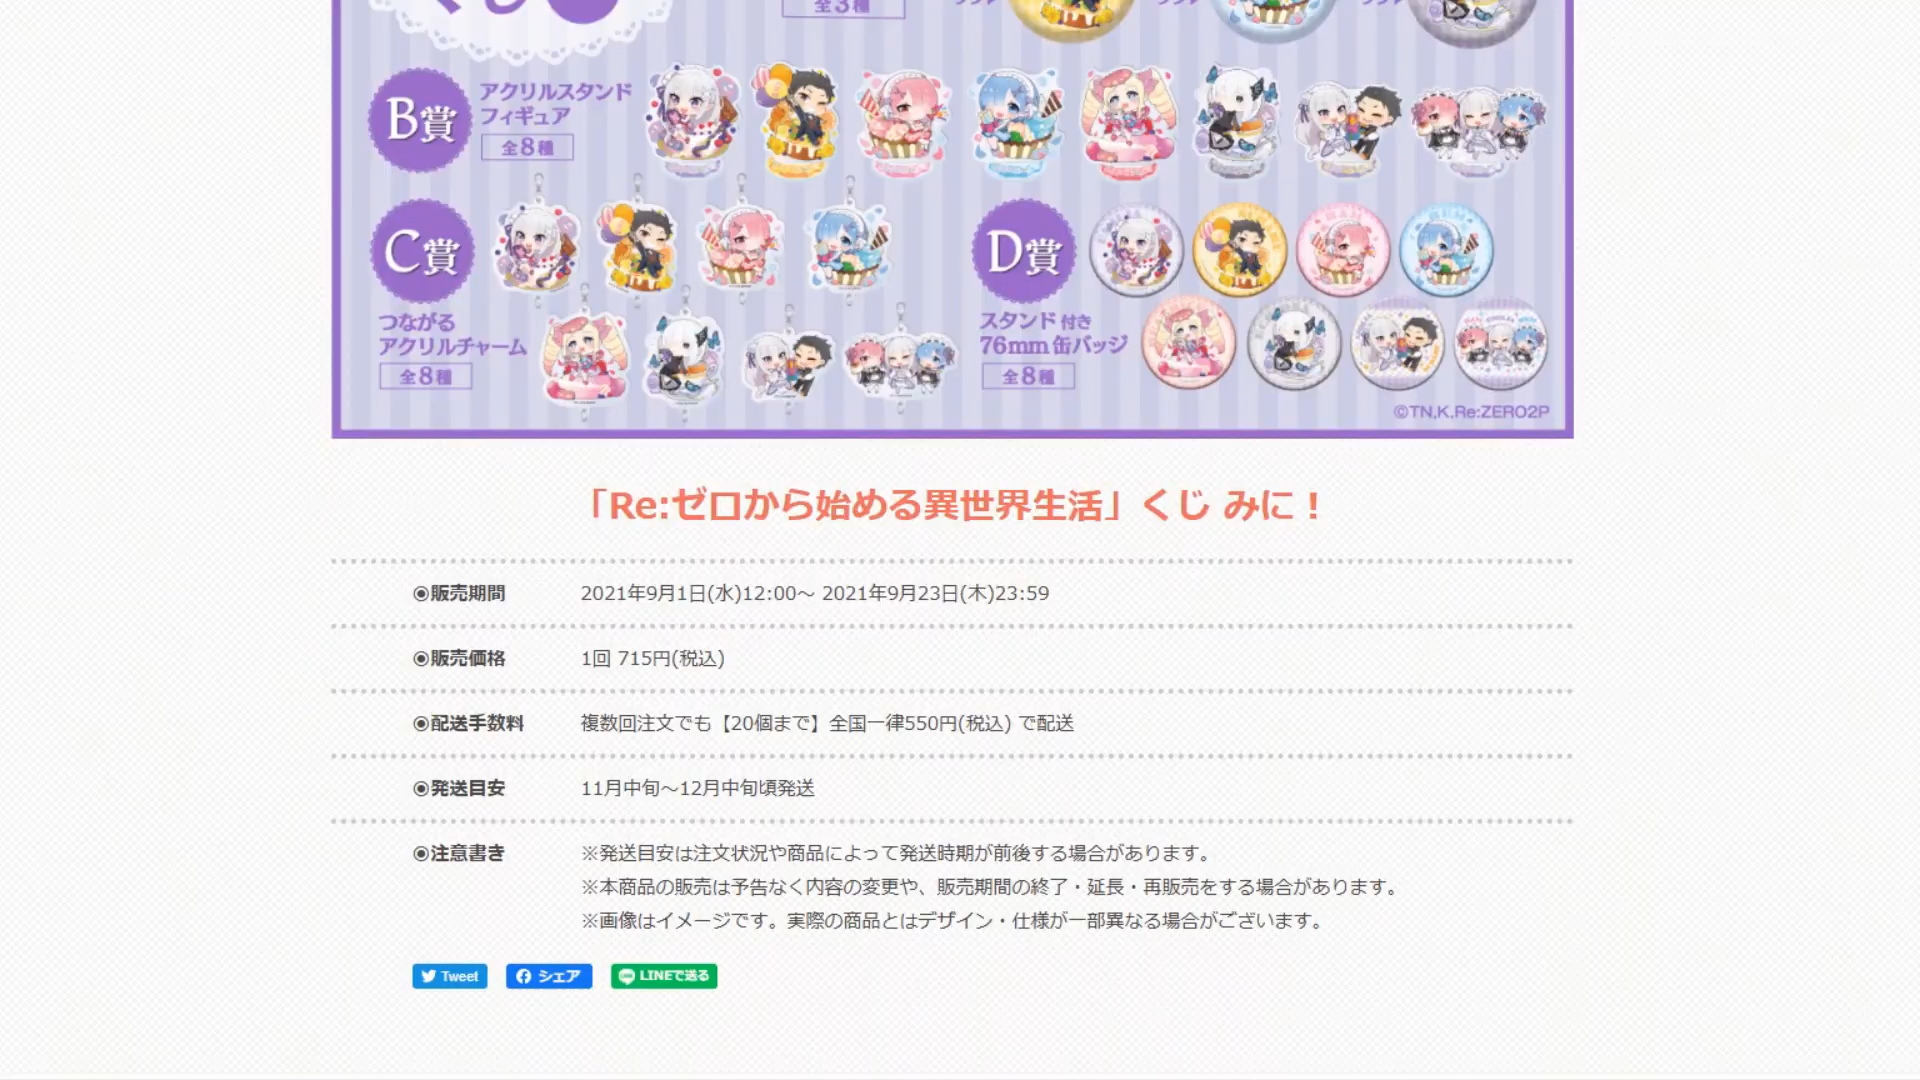 くじ
全3種
B賞
アクリルスタンド
フィギュア
全8種
C賞
つながる
アクリルチャーム
全8種
D賞
スタンド付き
76mm缶バッジ
全8種
©TN,K,Re:ZERO2P
「Re:ゼロから始める異世界生活」くじ みに！
◉販売期間 2021年9月1日(水)12:00～ 2021年9月23日(木)23:59
◉販売価格 1回 715円(税込)
◉配送手数料 複数回注文でも【20個まで】全国一律550円(税込) で配送
◉発送目安 11月中旬～12月中旬頃発送
◉注意書き ※発送目安は注文状況や商品によって発送時期が前後する場合があります。
※本商品の販売は予告なく内容の変更や、販売期間の終了・延長・再販売をする場合があります。
※画像はイメージです。実際の商品とはデザイン・仕様が一部異なる場合がございます。
Tweet
シェア
LINEで送る